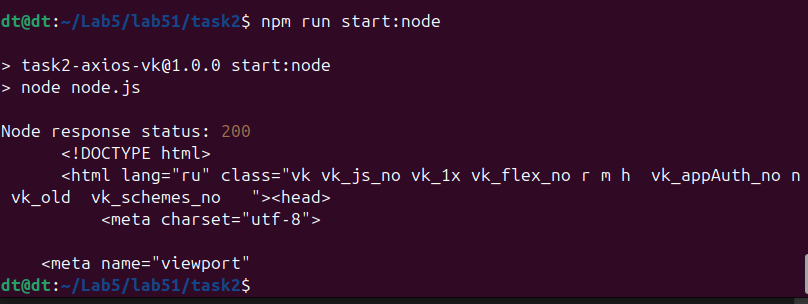 dt@dt:~/Lab5/lab51/task2$ npm run start:node
> task2-axios-vk@1.0.0 start:node
> node node.js
Node response status: 200
<!DOCTYPE html>
<html lang="ru" class="vk vk_js_no vk_1x vk_flex_no r m h  vk_appAuth_no n
vk_old  vk_schemes_no   "><head>
<meta charset="utf-8">
<meta name="viewport"
dt@dt:~/Lab5/lab51/task2$